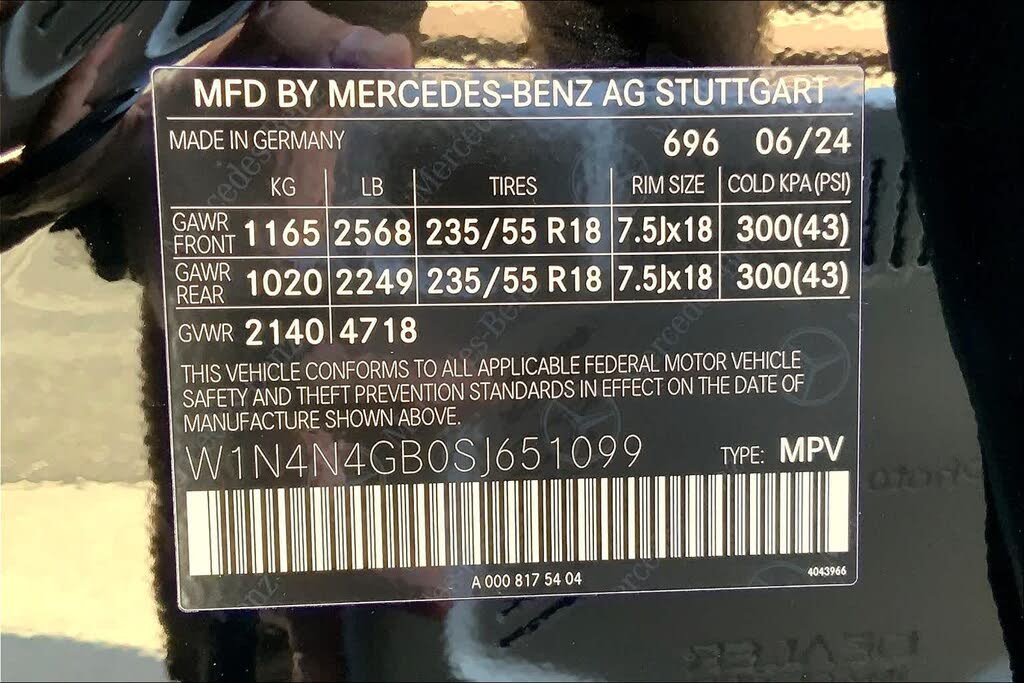 MFD BY MERCEDES-BENZ AG STUTTGART
MADE IN GERMANY 696 06/24
KG LB TIRES RIM SIZE COLD KPA(PSI)
GAWR FRONT 1165 2568 235/55 R18 7.5Jx18 300(43)
GAWR REAR 1020 2249 235/55 R18 7.5Jx18 300(43)
GVWR 2140 4718
THIS VEHICLE CONFORMS TO ALL APPLICABLE FEDERAL MOTOR VEHICLE
SAFETY AND THEFT PREVENTION STANDARDS IN EFFECT ON THE DATE OF
MANUFACTURE SHOWN ABOVE.
W1N4N4GB0SJ651099 TYPE: MPV
A 000 817 54 04 4043966